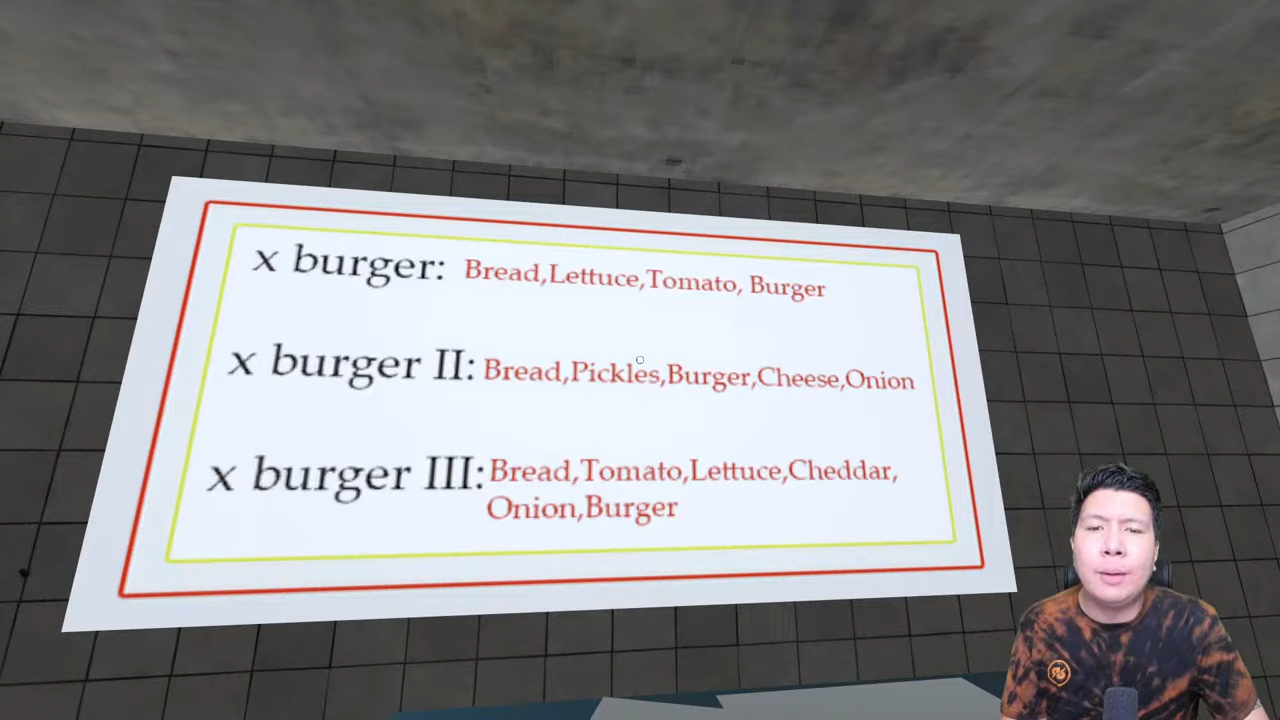 x burger: Bread,Lettuce,Tomato, Burger
x burger II: Bread,Pickles,Burger,Cheese,Onion
x burger III: Bread,Tomato,Lettuce,Cheddar,
Onion,Burger